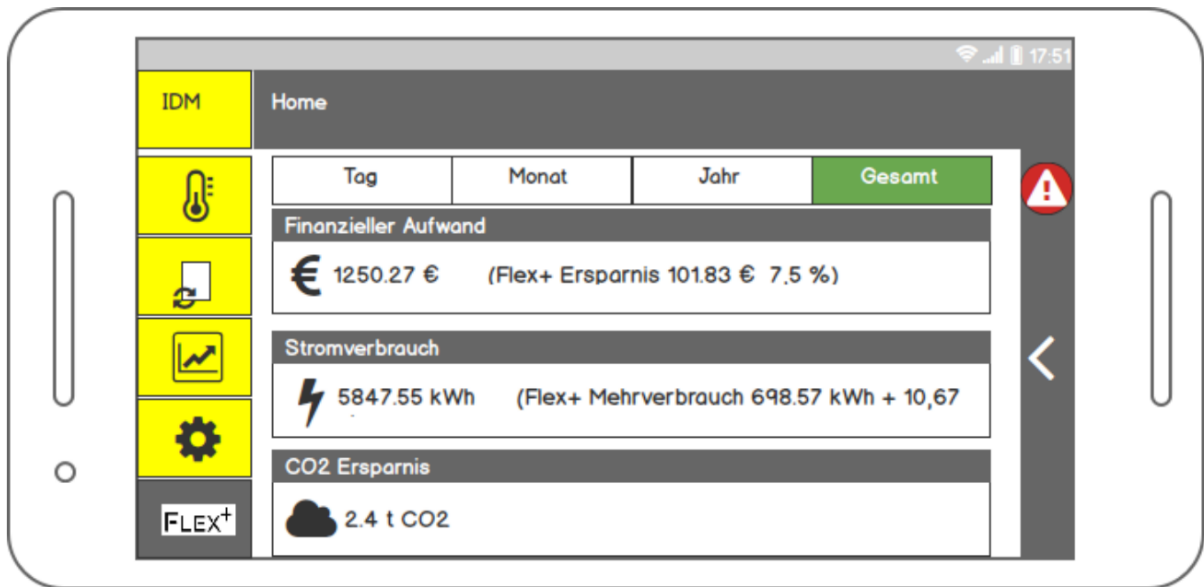 17:51
IDM
Home
Tag Monat Jahr Gesamt
Finanzieller Aufwand
€ 1250.27 € (Flex+ Ersparnis 101.83 € 7,5 %)
Stromverbrauch
5847.55 kWh (Flex+ Mehrverbrauch 698.57 kWh + 10,67
CO2 Ersparnis
2.4 t CO2
FLEX+